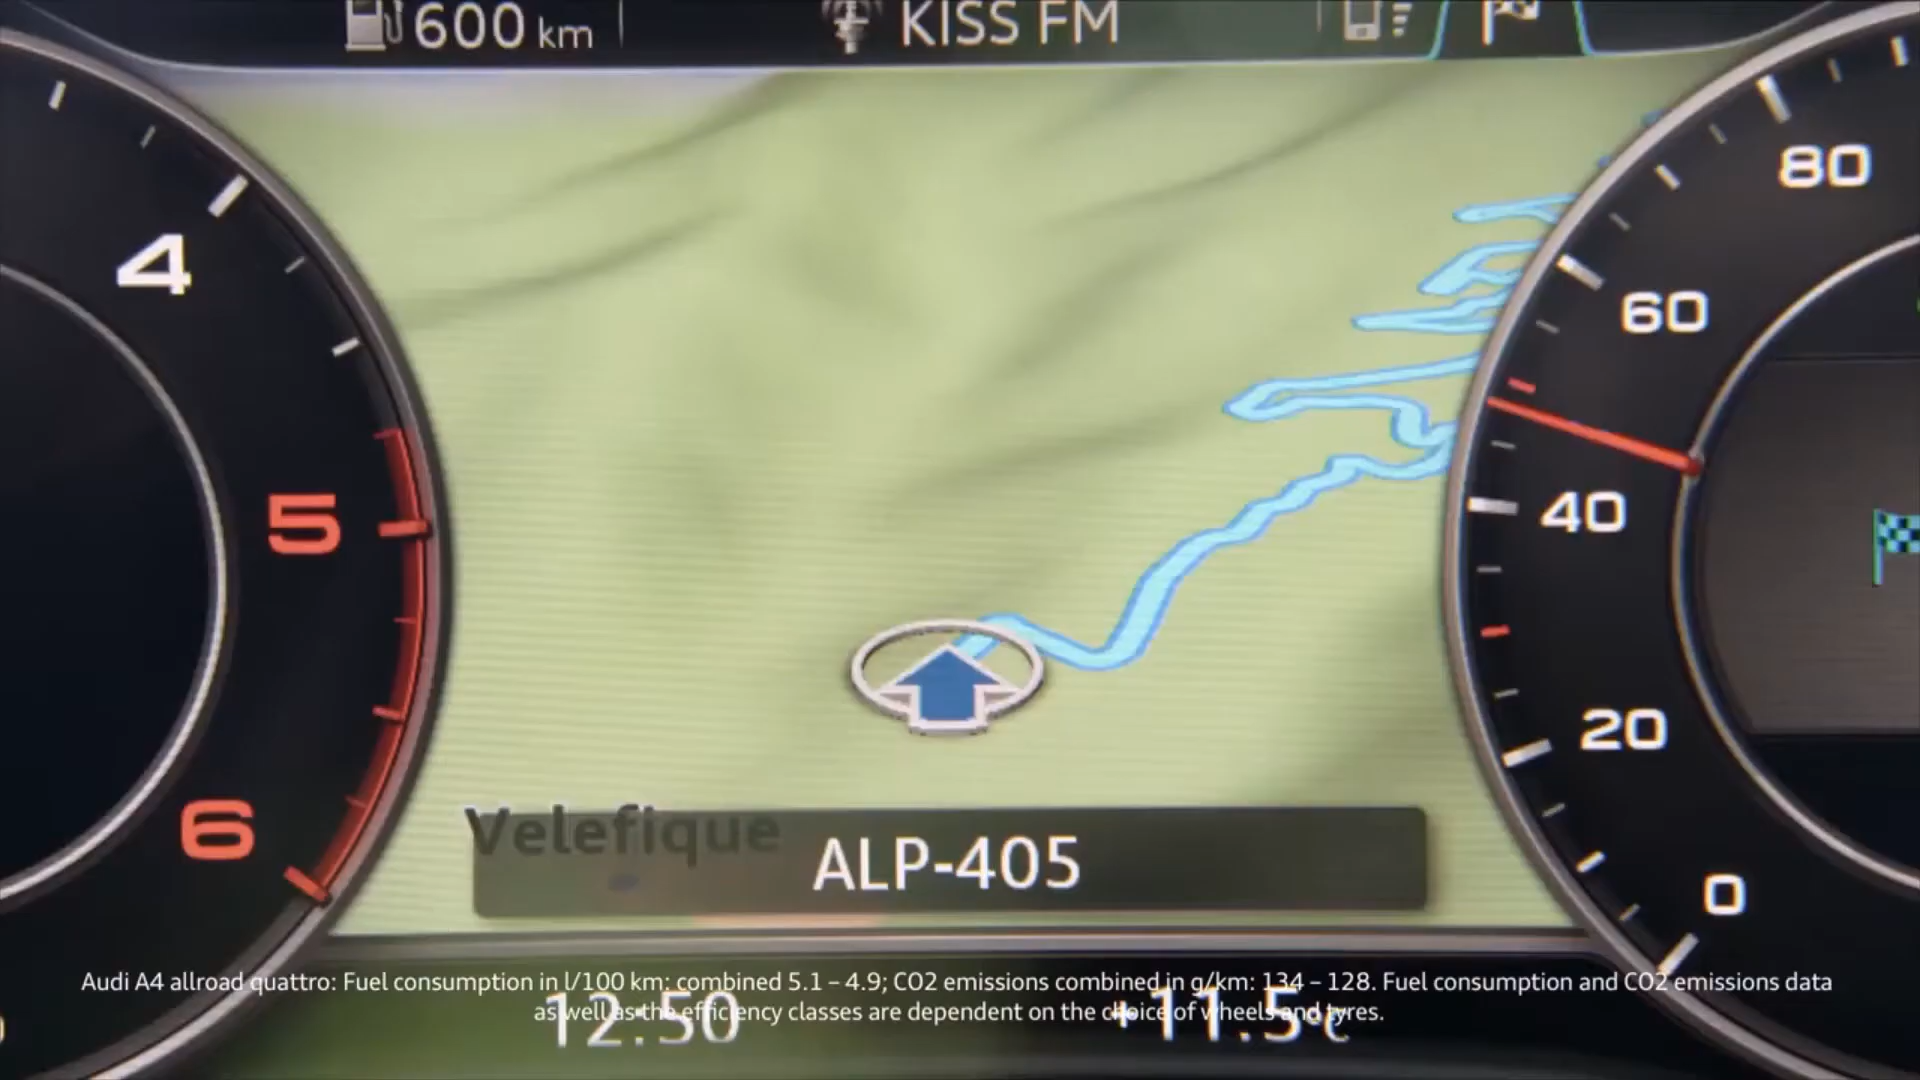 600 km
KISS FM
4
80
60
5
40
20
Velefique
6
ALP-405
0
Audi A4 allroad quattro: Fuel consumption in l/100 km: combined 5.1 – 4.9; CO2 emissions combined in g/km: 134 – 128. Fuel consumption and CO2 emissions data
as well as the efficiency classes are dependent on the choice of wheels and tyres.
12:50
+11.5°C